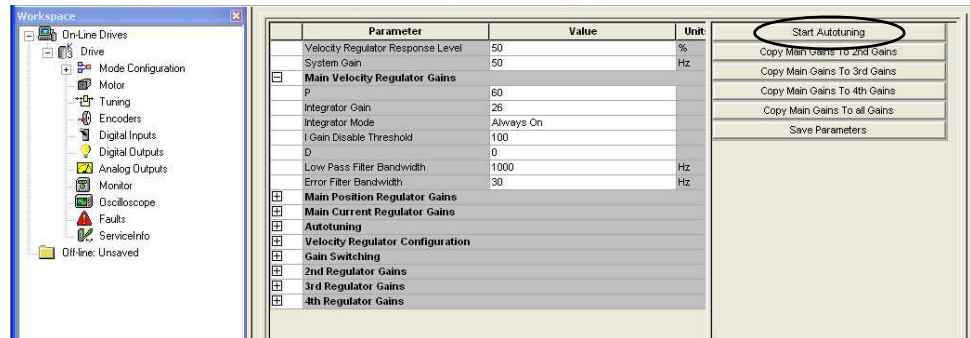 Workspace
On-Line Drives
Drive
Mode Configuration
Motor
Tuning
Encoders
Digital Inputs
Digital Outputs
Analog Outputs
Monitor
Oscilloscope
Faults
ServiceInfo
Off-line: Unsaved
Parameter Value Unit
Velocity Regulator Response Level 50 %
System Gain 50 Hz
Main Velocity Regulator Gains
P 60
Integrator Gain 26
Integrator Mode Always On
I Gain Disable Threshold 100
D 0
Low Pass Filter Bandwidth 1000 Hz
Error Filter Bandwidth 30 Hz
Main Position Regulator Gains
Main Current Regulator Gains
Autotuning
Velocity Regulator Configuration
Gain Switching
2nd Regulator Gains
3rd Regulator Gains
4th Regulator Gains
Start Autotuning
Copy Main Gains To 2nd Gains
Copy Main Gains To 3rd Gains
Copy Main Gains To 4th Gains
Copy Main Gains To all Gains
Save Parameters